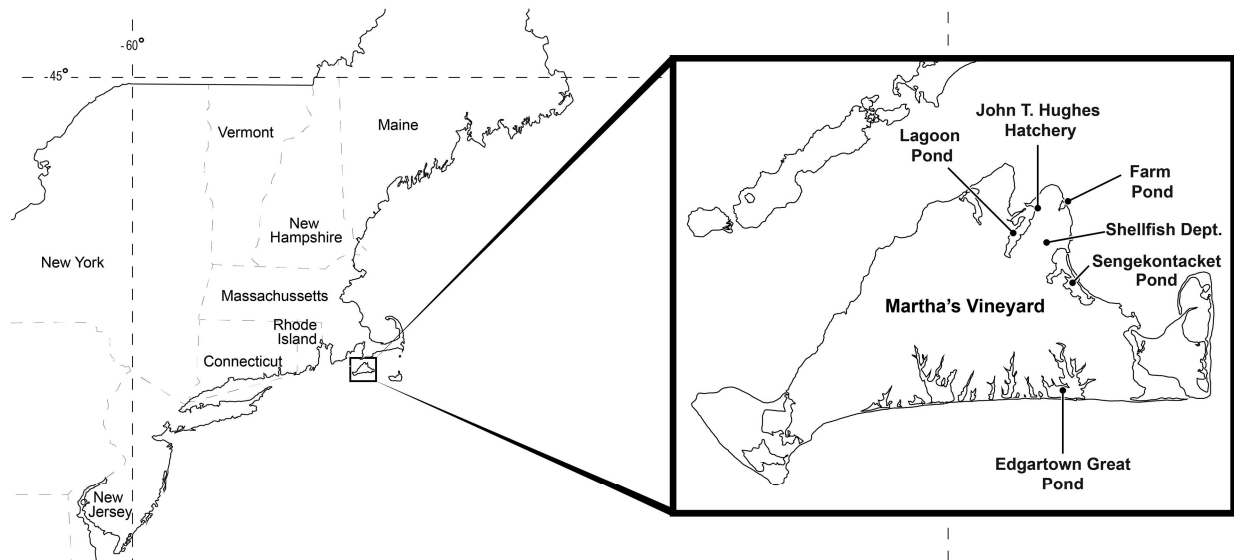 -60°
-45°
Vermont
Maine
New
Hampshire
New York
Massachussetts
Rhode
Island
Connecticut
New
Jersey
John T. Hughes
Hatchery
Lagoon
Pond
Farm
Pond
Shellfish Dept.
Sengekontacket
Pond
Martha's Vineyard
Edgartown Great
Pond